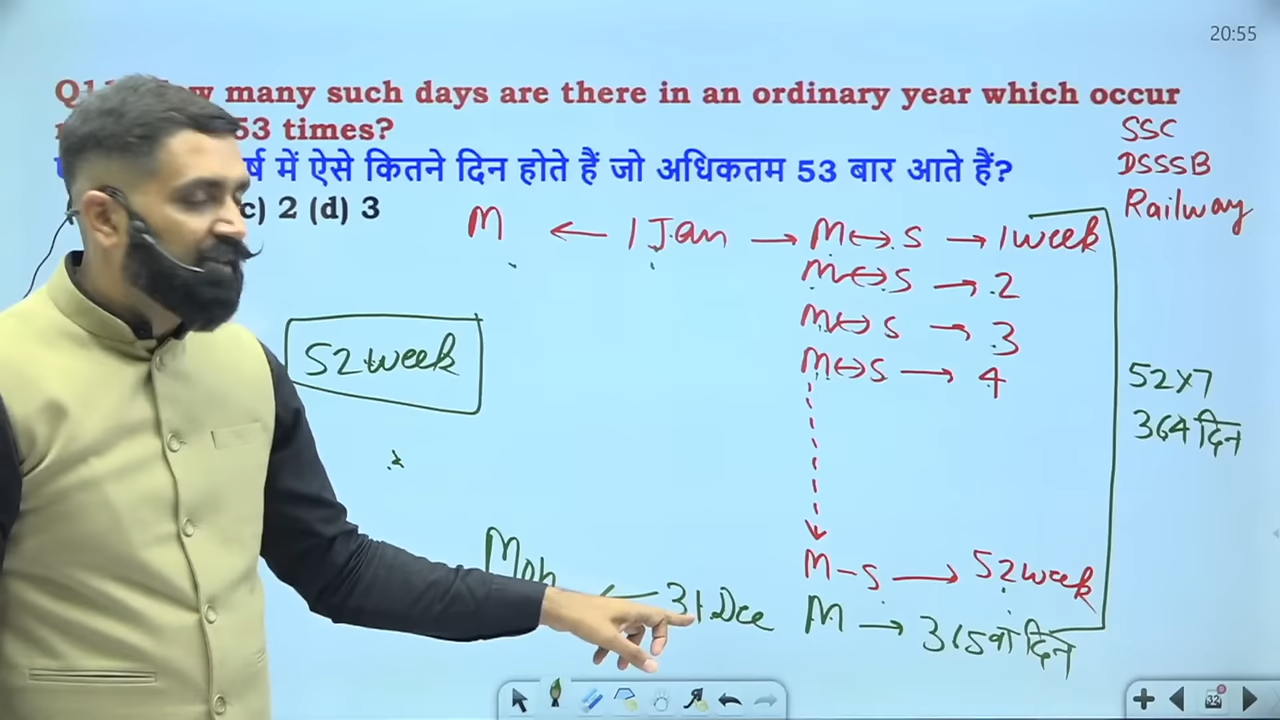 20:55
many such days are there in an ordinary year which occur
53 times?
में ऐसे कितने दिन होते हैं जो अधिकतम 53 बार आते हैं?
c) 2 (d) 3
SSC
DSSSB
Railway
M ← 1 Jan → M↔S → 1 week
M↔S → 2
M↔S → 3
M↔S → 4
52 week
52×7
364 दिन
M-S → 52 week
Mon ← 31 Dce M → 365वां दिन
32